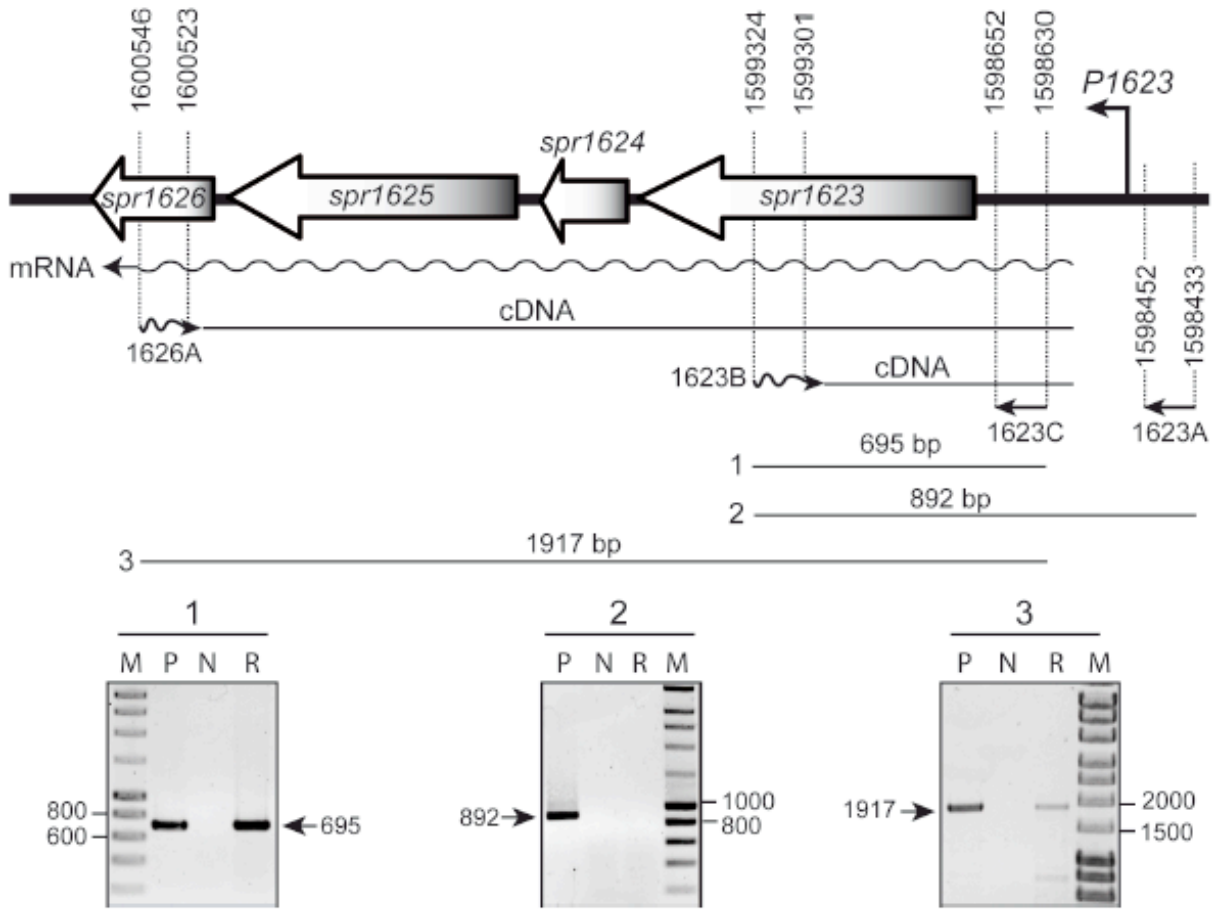 1600546
1600523
1599324
1599301
1598652
1598630
P1623
spr1624
spr1626
spr1625
spr1623
mRNA
1598452
1598433
cDNA
1626A
1623B
cDNA
1623C
1623A
1
695 bp
2
892 bp
3
1917 bp
1
2
3
M P N R
P N R M
P N R M
800
600
695
892
1000
800
1917
2000
1500